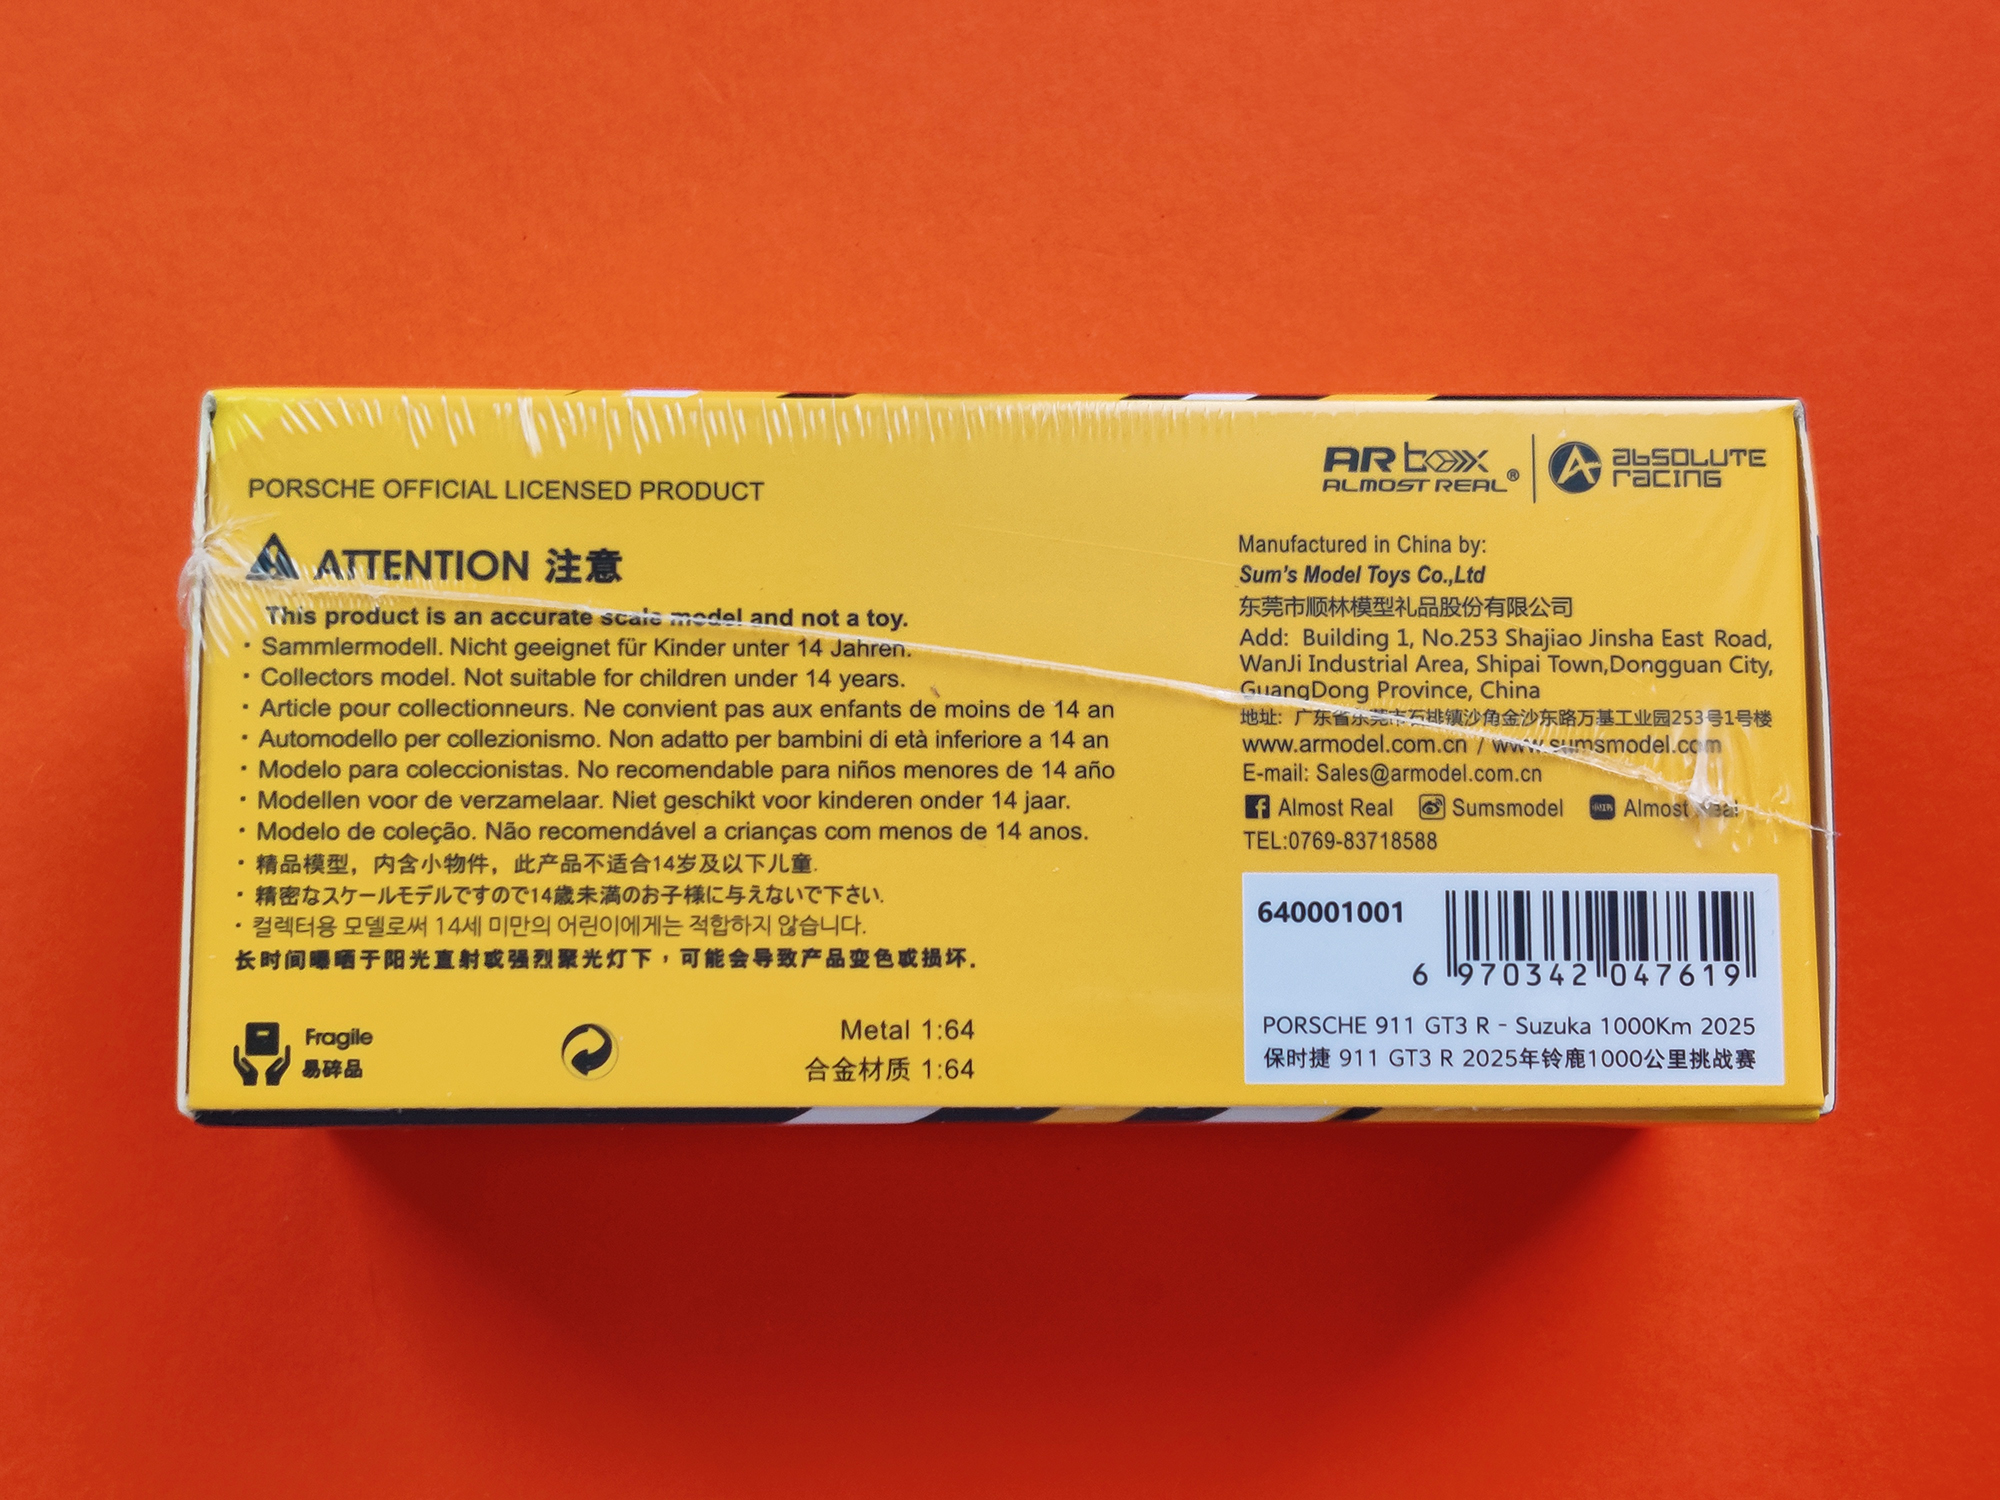 PORSCHE OFFICIAL LICENSED PRODUCT
ATTENTION 注意
This product is an accurate scale model and not a toy.
· Sammlermodell. Nicht geeignet für Kinder unter 14 Jahren.
· Collectors model. Not suitable for children under 14 years.
· Article pour collectionneurs. Ne convient pas aux enfants de moins de 14 an
· Automodello per collezionismo. Non adatto per bambini di età inferiore a 14 an
· Modelo para coleccionistas. No recomendable para niños menores de 14 año
· Modellen voor de verzamelaar. Niet geschikt voor kinderen onder 14 jaar.
· Modelo de coleção. Não recomendável a crianças com menos de 14 anos.
· 精品模型，内含小物件，此产品不适合14岁及以下儿童.
· 精密なスケールモデルですので14歳未満のお子様に与えないで下さい.
· 컬렉터용 모델로써 14세 미만의 어린이에게는 적합하지 않습니다.
长时间曝晒于阳光直射或强烈聚光灯下，可能会导致产品变色或损坏.
Fragile
易碎品
Metal 1:64
合金材质 1:64
AR box
ALMOST REAL®
absolute
racing
Manufactured in China by:
Sum's Model Toys Co.,Ltd
东莞市顺林模型礼品股份有限公司
Add: Building 1, No.253 Shajiao Jinsha East Road,
WanJi Industrial Area, Shipai Town,Dongguan City,
GuangDong Province, China
地址: 广东省东莞市石排镇沙角金沙东路万基工业园253号1号楼
www.armodel.com.cn / www.sumsmodel.com
E-mail: Sales@armodel.com.cn
Almost Real Sumsmodel Almost Real
TEL:0769-83718588
640001001
6 970342 047619
PORSCHE 911 GT3 R - Suzuka 1000Km 2025
保时捷 911 GT3 R 2025年铃鹿1000公里挑战赛